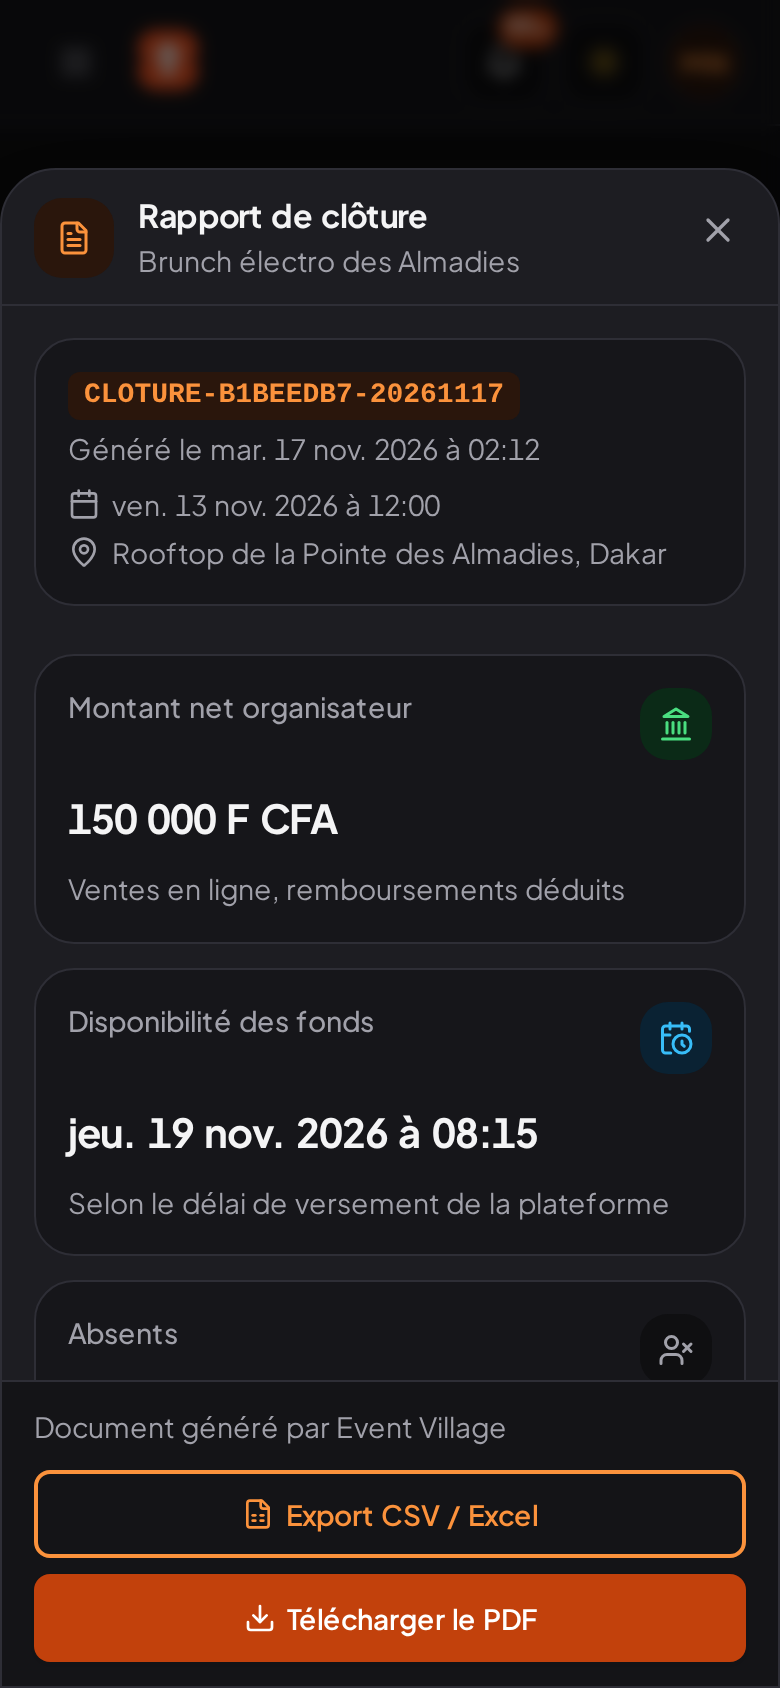 Rapport de clôture
Brunch électro des Almadies
CLOTURE-B1BEEDB7-20261117
Généré le mar. 17 nov. 2026 à 02:12
ven. 13 nov. 2026 à 12:00
Rooftop de la Pointe des Almadies, Dakar
Montant net organisateur
150 000 F CFA
Ventes en ligne, remboursements déduits
Disponibilité des fonds
jeu. 19 nov. 2026 à 08:15
Selon le délai de versement de la plateforme
Absents
Document généré par Event Village
Export CSV / Excel
Télécharger le PDF